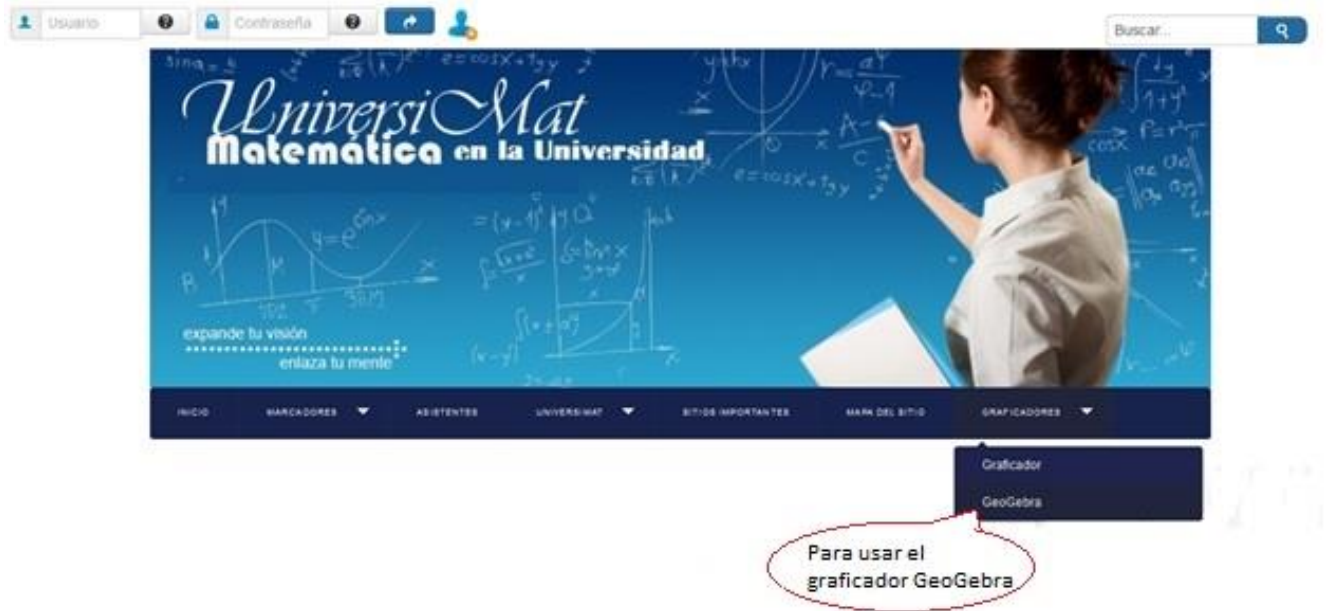 Usuario
Contraseña
Buscar...
UniversiMat
Matemática en la Universidad
expande tu visión
enlaza tu mente
INICIO
MARCADORES
ASISTENTES
UNIVERSIMAT
SITIOS IMPORTANTES
MAPA DEL SITIO
GRAFICADORES
Graficador
GeoGebra
Para usar el
graficador GeoGebra